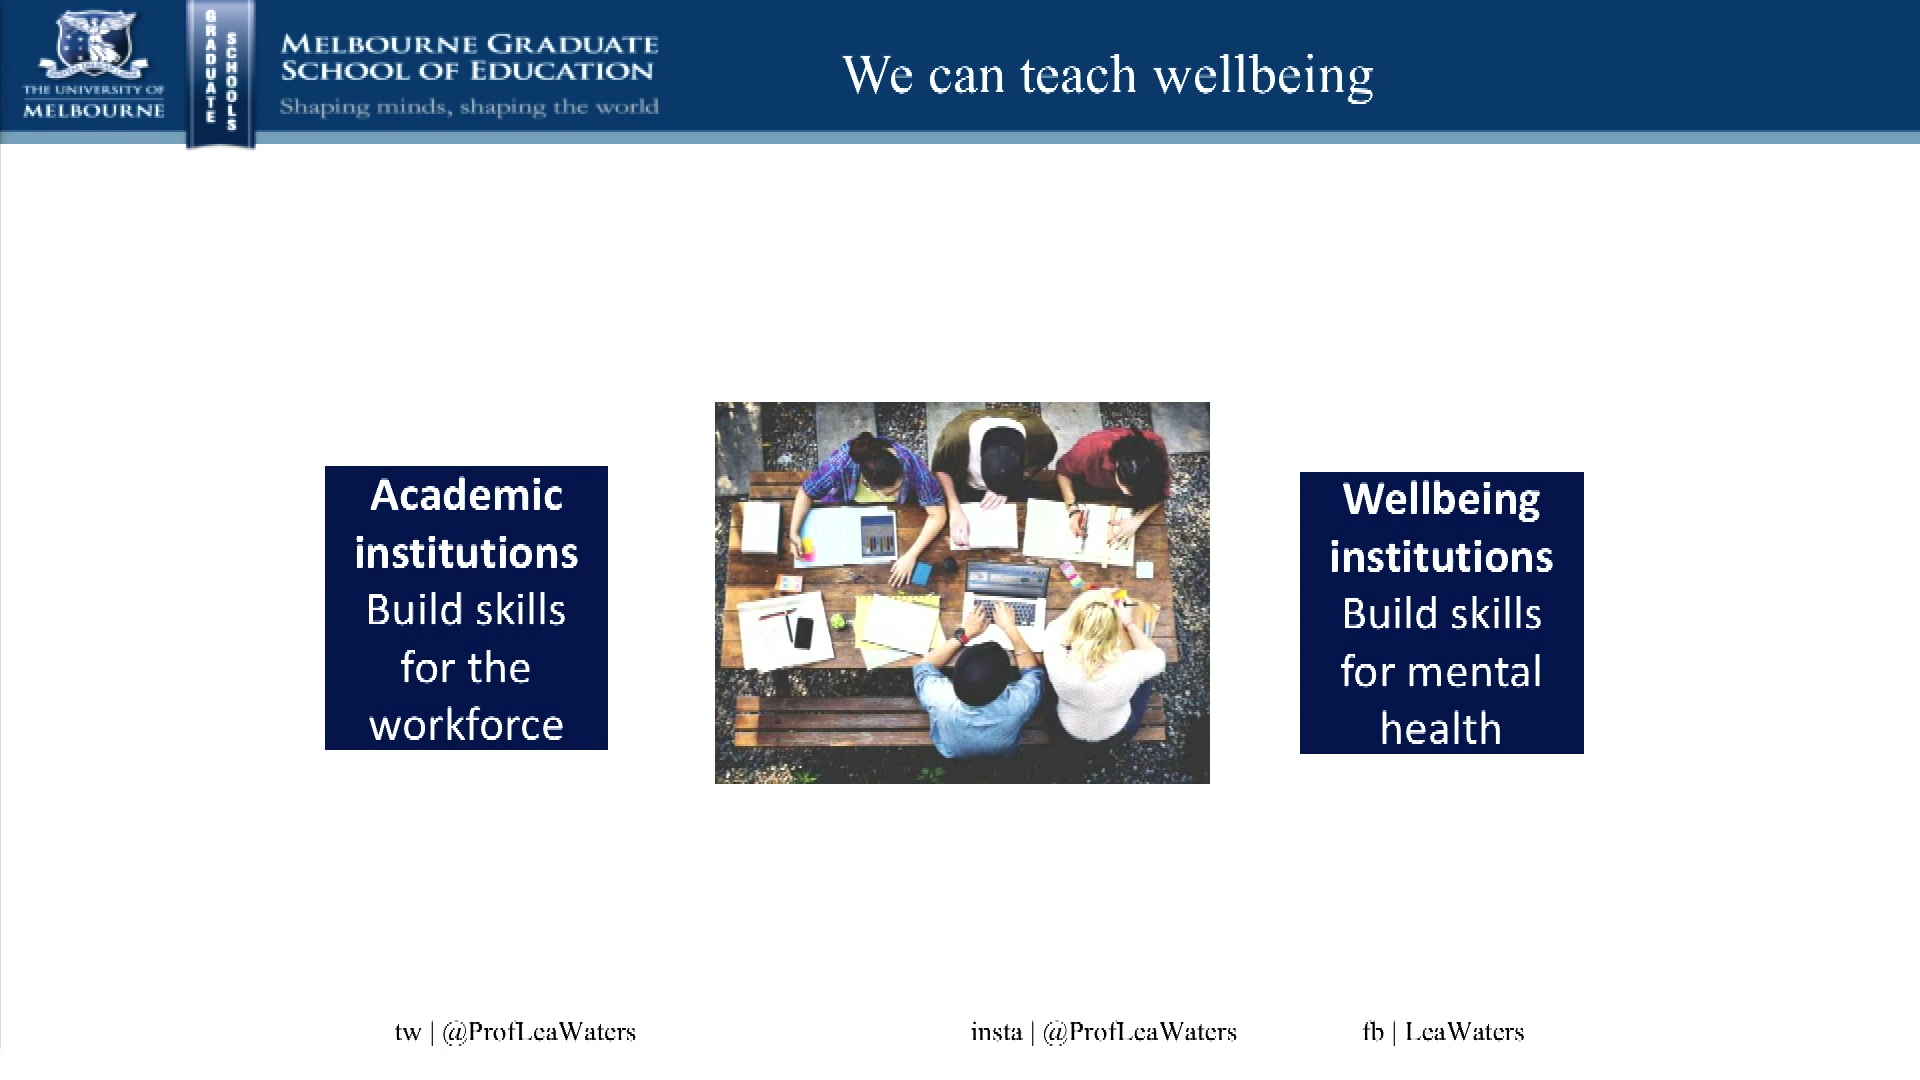 THE UNIVERSITY OF
MELBOURNE
GRADUATE
SCHOOLS
MELBOURNE GRADUATE
SCHOOL OF EDUCATION
Shaping minds, shaping the world
We can teach wellbeing
Academic
institutions
Build skills
for the
workforce
Wellbeing
institutions
Build skills
for mental
health
tw | @ProfLeaWaters
insta | @ProfLeaWaters
fb | LeaWaters